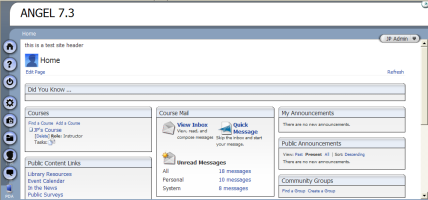 ANGEL 7.3
Home
JP Admin
this is a test site header
Home
Edit Page
Refresh
Did You Know ...
Courses
Find a Course Add a Course
JP's Course
[Delete] Role: Instructor
Tasks:
Public Content Links
Library Resources
Event Calendar
In the News
Public Surveys
Course Mail
View Inbox
View, read, and compose messages
Quick Message
Skip the inbox and start your message.
Unread Messages
All 18 messages
Personal 10 messages
System 8 messages
My Announcements
There are no new announcements.
Public Announcements
View: Past Present All | Sort: Descending
There are no new announcements.
Community Groups
Find a Group Create a Group